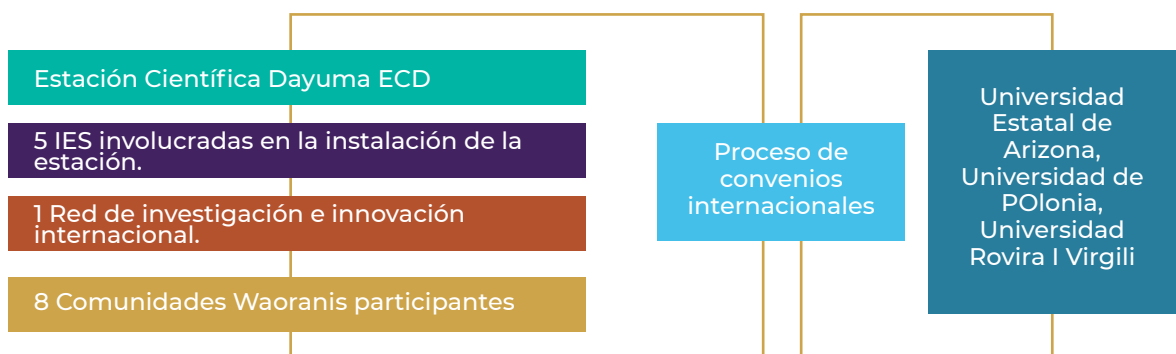 Estación Científica Dayuma ECD
5 IES involucradas en la instalación de la
estación.
1 Red de investigación e innovación
internacional.
8 Comunidades Waoranis participantes
Proceso de
convenios
internacionales
Universidad
Estatal de
Arizona,
Universidad de
POlonia,
Universidad
Rovira I Virgili